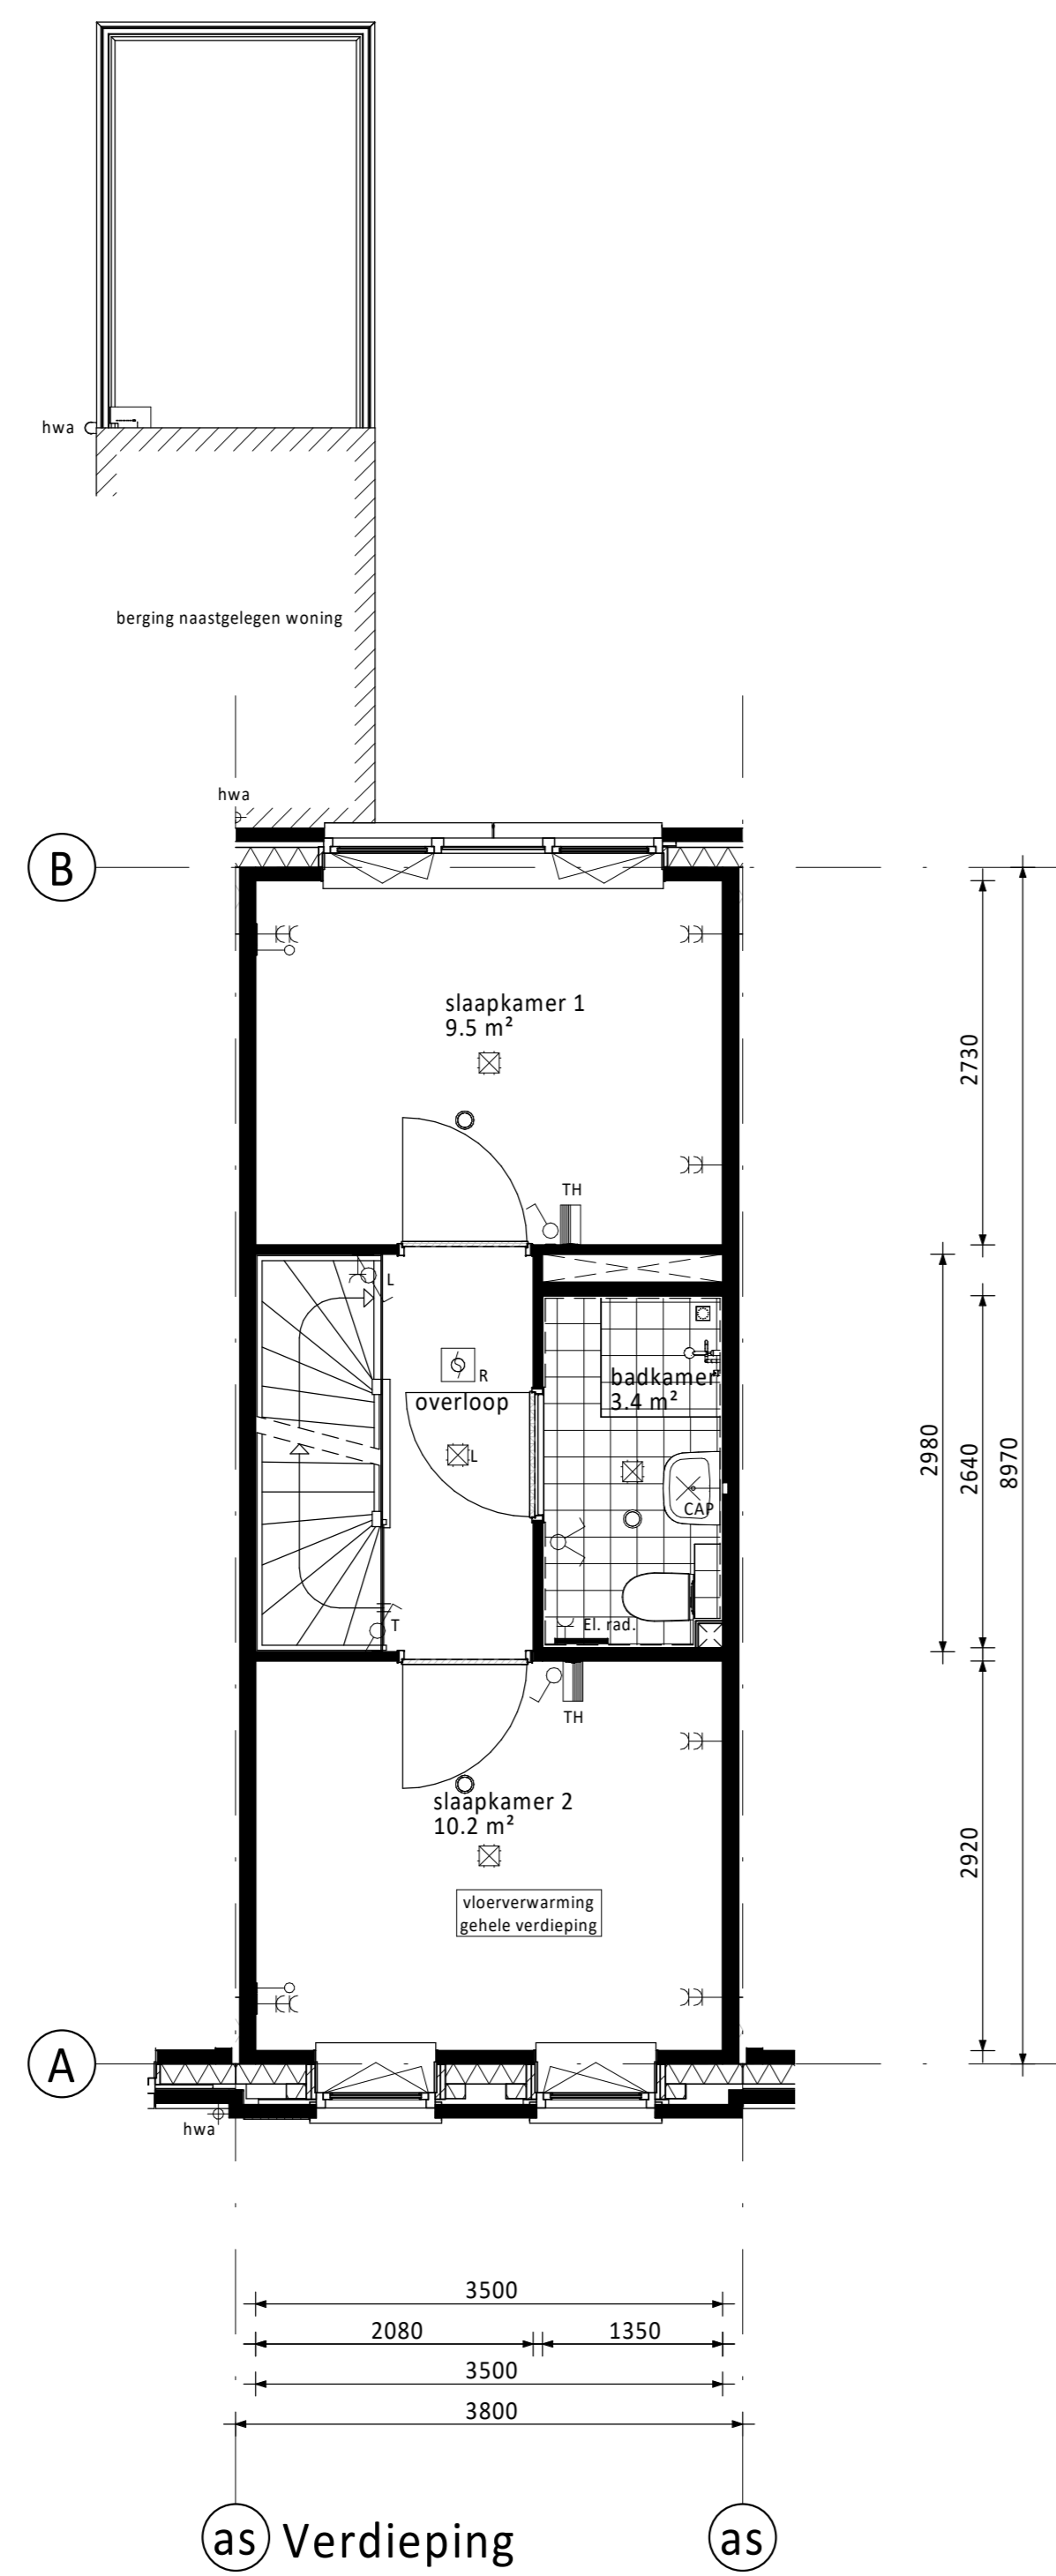 hwa
berging naastgelegen woning
hwa
B
slaapkamer 1
9.5 m²
2730
TH
L
R
overloop
L
badkamer
3.4 m²
CAP
2980
2640
8970
T
El. rad.
TH
slaapkamer 2
10.2 m²
2920
vloerverwarming
gehele verdieping
A
hwa
3500
2080
1350
3500
3800
as
Verdieping
as